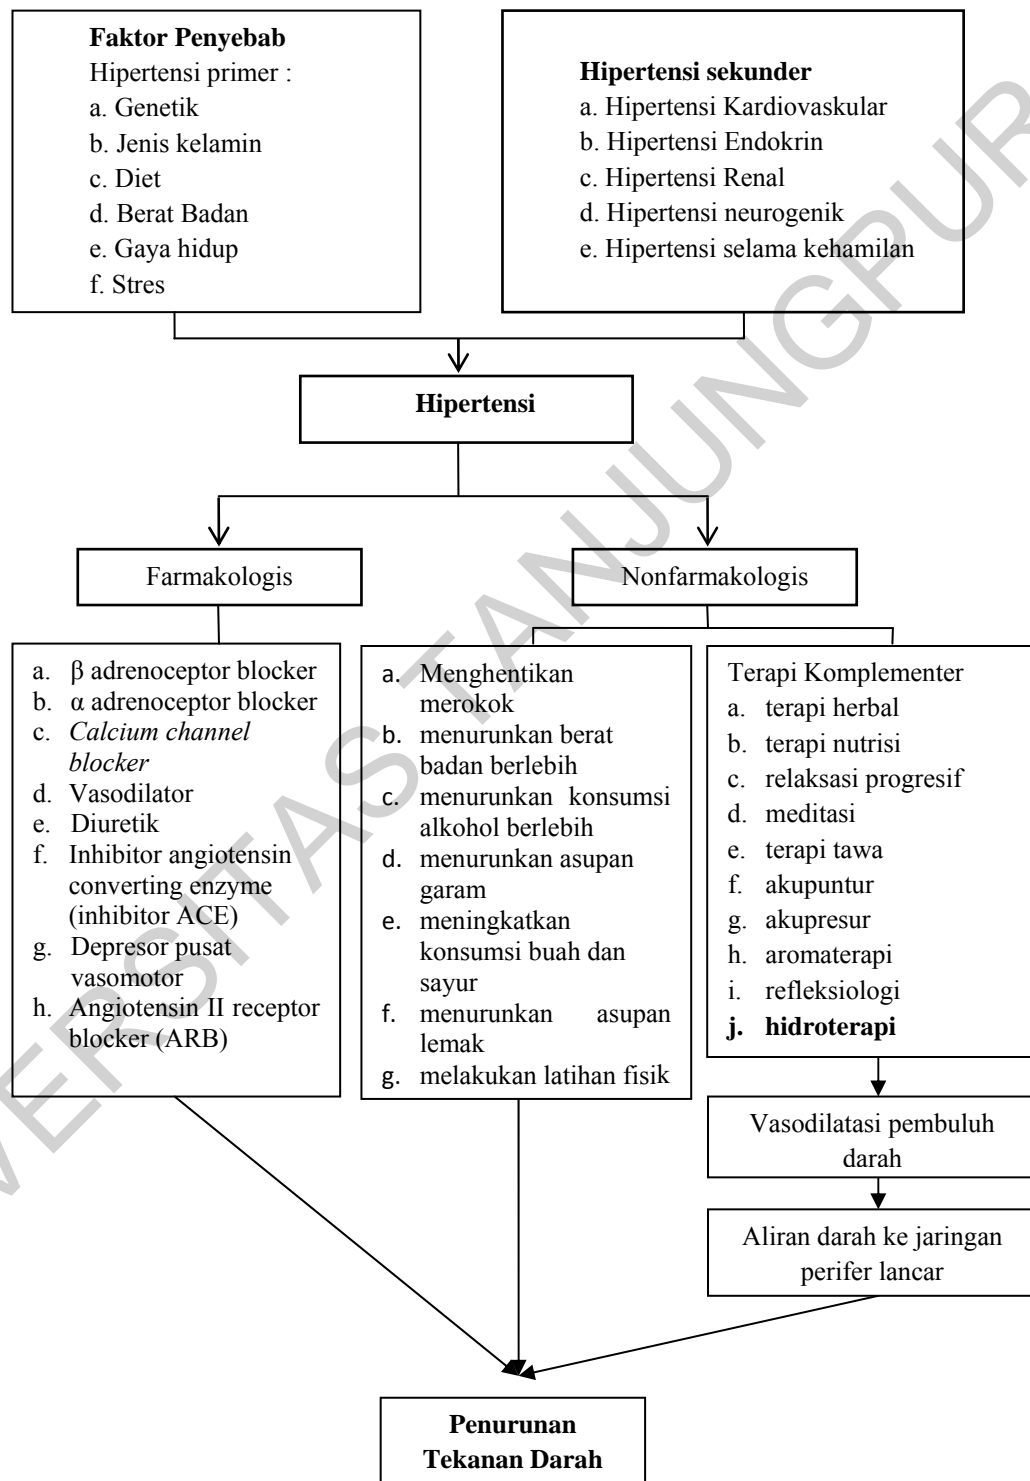 Faktor Penyebab
Hipertensi primer :
a. Genetik
b. Jenis kelamin
c. Diet
d. Berat Badan
e. Gaya hidup
f. Stres
Hipertensi sekunder
a. Hipertensi Kardiovaskular
b. Hipertensi Endokrin
c. Hipertensi Renal
d. Hipertensi neurogenik
e. Hipertensi selama kehamilan
Hipertensi
Farmakologis
Nonfarmakologis
a. β adrenoceptor blocker
b. α adrenoceptor blocker
c. Calcium channel
blocker
d. Vasodilator
e. Diuretik
f. Inhibitor angiotensin
converting enzyme
(inhibitor ACE)
g. Depresor pusat
vasomotor
h. Angiotensin II receptor
blocker (ARB)
a. Menghentikan
merokok
b. menurunkan berat
badan berlebih
c. menurunkan konsumsi
alkohol berlebih
d. menurunkan asupan
garam
e. meningkatkan
konsumsi buah dan
sayur
f. menurunkan asupan
lemak
g. melakukan latihan fisik
Terapi Komplementer
a. terapi herbal
b. terapi nutrisi
c. relaksasi progresif
d. meditasi
e. terapi tawa
f. akupuntur
g. akupresur
h. aromaterapi
i. refleksiologi
j. hidroterapi
Vasodilatasi pembuluh
darah
Aliran darah ke jaringan
perifer lancar
Penurunan
Tekanan Darah
VERSITAS TANJUNGPUR